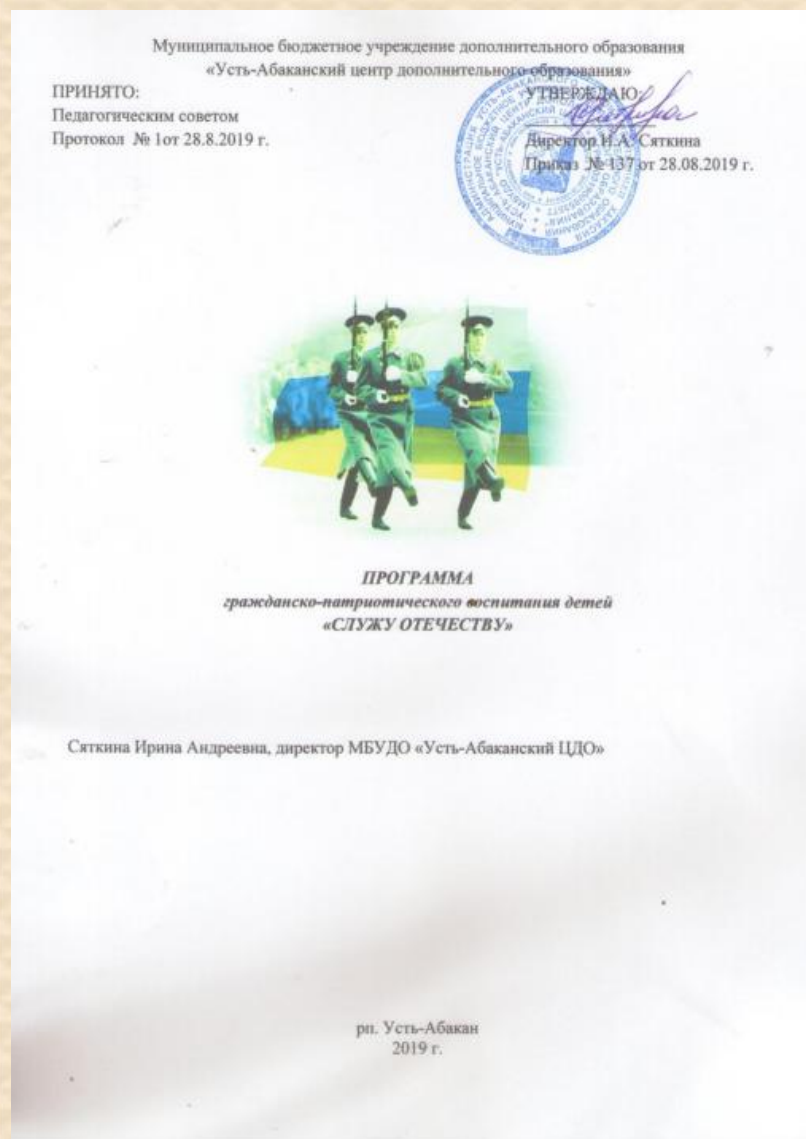 Муниципальное бюджетное учреждение дополнительного образования
«Усть-Абаканский центр дополнительного образования»
ПРИНЯТО:
Педагогическим советом
Протокол № 1от 28.8.2019 г.
УТВЕРЖДАЮ:
Директор И.А. Сяткина
Приказ № 137 от 28.08.2019 г.
ПРОГРАММА
гражданско-патриотического воспитания детей
«СЛУЖУ ОТЕЧЕСТВУ»
Сяткина Ирина Андреевна, директор МБУДО «Усть-Абаканский ЦДО»
рп. Усть-Абакан
2019 г.